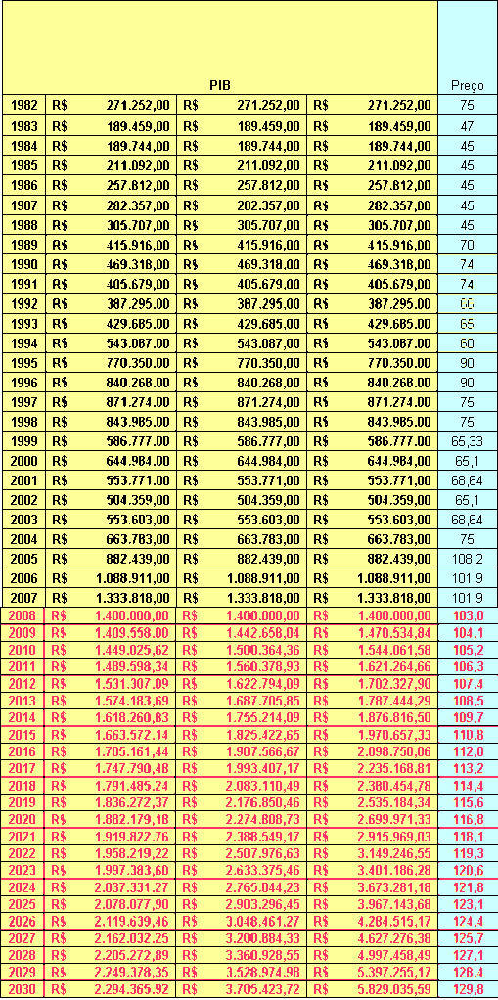 PIB Preço
1982 R$ 271.252,00 R$ 271.252,00 R$ 271.252,00 75
1983 R$ 189.459,00 R$ 189.459,00 R$ 189.459,00 47
1984 R$ 189.744,00 R$ 189.744,00 R$ 189.744,00 45
1985 R$ 211.092,00 R$ 211.092,00 R$ 211.092,00 45
1986 R$ 257.812,00 R$ 257.812,00 R$ 257.812,00 45
1987 R$ 282.357,00 R$ 282.357,00 R$ 282.357,00 45
1988 R$ 305.707,00 R$ 305.707,00 R$ 305.707,00 45
1989 R$ 415.916,00 R$ 415.916,00 R$ 415.916,00 70
1990 R$ 469.318,00 R$ 469.318,00 R$ 469.318,00 74
1991 R$ 405.679,00 R$ 405.679,00 R$ 405.679,00 74
1992 R$ 387.295,00 R$ 387.295,00 R$ 387.295,00
1993 R$ 429.685,00 R$ 429.685,00 R$ 429.685,00 65
1994 R$ 543.087,00 R$ 543.087,00 R$ 543.087,00 60
1995 R$ 770.350,00 R$ 770.350,00 R$ 770.350,00 90
1996 R$ 840.268,00 R$ 840.268,00 R$ 840.268,00 90
1997 R$ 871.274,00 R$ 871.274,00 R$ 871.274,00 75
1998 R$ 843.985,00 R$ 843.985,00 R$ 843.985,00 75
1999 R$ 586.777,00 R$ 586.777,00 R$ 586.777,00 65,33
2000 R$ 644.984,00 R$ 644.984,00 R$ 644.984,00 65,1
2001 R$ 553.771,00 R$ 553.771,00 R$ 553.771,00 68,64
2002 R$ 504.359,00 R$ 504.359,00 R$ 504.359,00 65,1
2003 R$ 553.603,00 R$ 553.603,00 R$ 553.603,00 68,64
2004 R$ 663.783,00 R$ 663.783,00 R$ 663.783,00 75
2005 R$ 882.439,00 R$ 882.439,00 R$ 882.439,00 108,2
2006 R$ 1.088.911,00 R$ 1.088.911,00 R$ 1.088.911,00 101,9
2007 R$ 1.333.818,00 R$ 1.333.818,00 R$ 1.333.818,00 101,9
2008 R$ 1.400.000,00 R$ 1.400.000,00 R$ 1.400.000,00 103,0
2009 R$ 1.409.558,00 R$ 1.442.658,04 R$ 1.470.534,84 104,1
2010 R$ 1.449.025,62 R$ 1.500.364,36 R$ 1.544.061,58 105,2
2011 R$ 1.489.598,34 R$ 1.560.378,93 R$ 1.621.264,66 106,3
2012 R$ 1.531.307,09 R$ 1.622.794,09 R$ 1.702.327,90 107,4
2013 R$ 1.574.183,69 R$ 1.687.705,85 R$ 1.787.444,29 108,5
2014 R$ 1.618.260,83 R$ 1.755.214,09 R$ 1.876.816,50 109,7
2015 R$ 1.663.572,14 R$ 1.825.422,65 R$ 1.970.657,33 110,8
2016 R$ 1.705.161,44 R$ 1.907.566,67 R$ 2.098.750,06 112,0
2017 R$ 1.747.790,48 R$ 1.993.407,17 R$ 2.235.168,81 113,2
2018 R$ 1.791.485,24 R$ 2.083.110,49 R$ 2.380.454,78 114,4
2019 R$ 1.836.272,37 R$ 2.176.850,46 R$ 2.535.184,34 115,6
2020 R$ 1.882.179,18 R$ 2.274.808,73 R$ 2.699.971,33 116,8
2021 R$ 1.919.822,76 R$ 2.388.549,17 R$ 2.915.969,03 118,1
2022 R$ 1.958.219,22 R$ 2.507.976,63 R$ 3.149.246,55 119,3
2023 R$ 1.997.383,60 R$ 2.633.375,46 R$ 3.401.186,28 120,6
2024 R$ 2.037.331,27 R$ 2.765.044,23 R$ 3.673.281,18 121,8
2025 R$ 2.078.077,90 R$ 2.903.296,45 R$ 3.967.143,68 123,1
2026 R$ 2.119.639,46 R$ 3.048.461,27 R$ 4.284.515,17 124,4
2027 R$ 2.162.032,25 R$ 3.200.884,33 R$ 4.627.276,38 125,7
2028 R$ 2.205.272,89 R$ 3.360.928,55 R$ 4.997.458,49 127,1
2029 R$ 2.249.378,35 R$ 3.528.974,98 R$ 5.397.255,17 128,4
2030 R$ 2.294.365,92 R$ 3.705.423,72 R$ 5.829.035,59 129,8